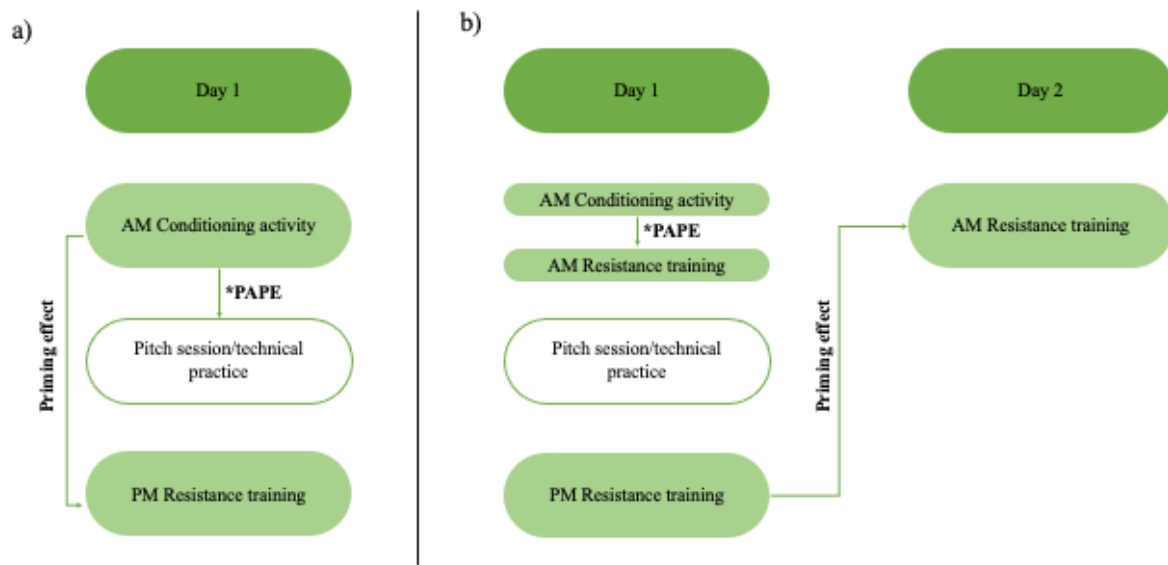 a)
Day 1
AM Conditioning activity
*PAPE
Priming effect
Pitch session/technical
practice
PM Resistance training
b)
Day 1
Day 2
AM Conditioning activity
*PAPE
AM Resistance training
AM Resistance training
Pitch session/technical
practice
Priming effect
PM Resistance training